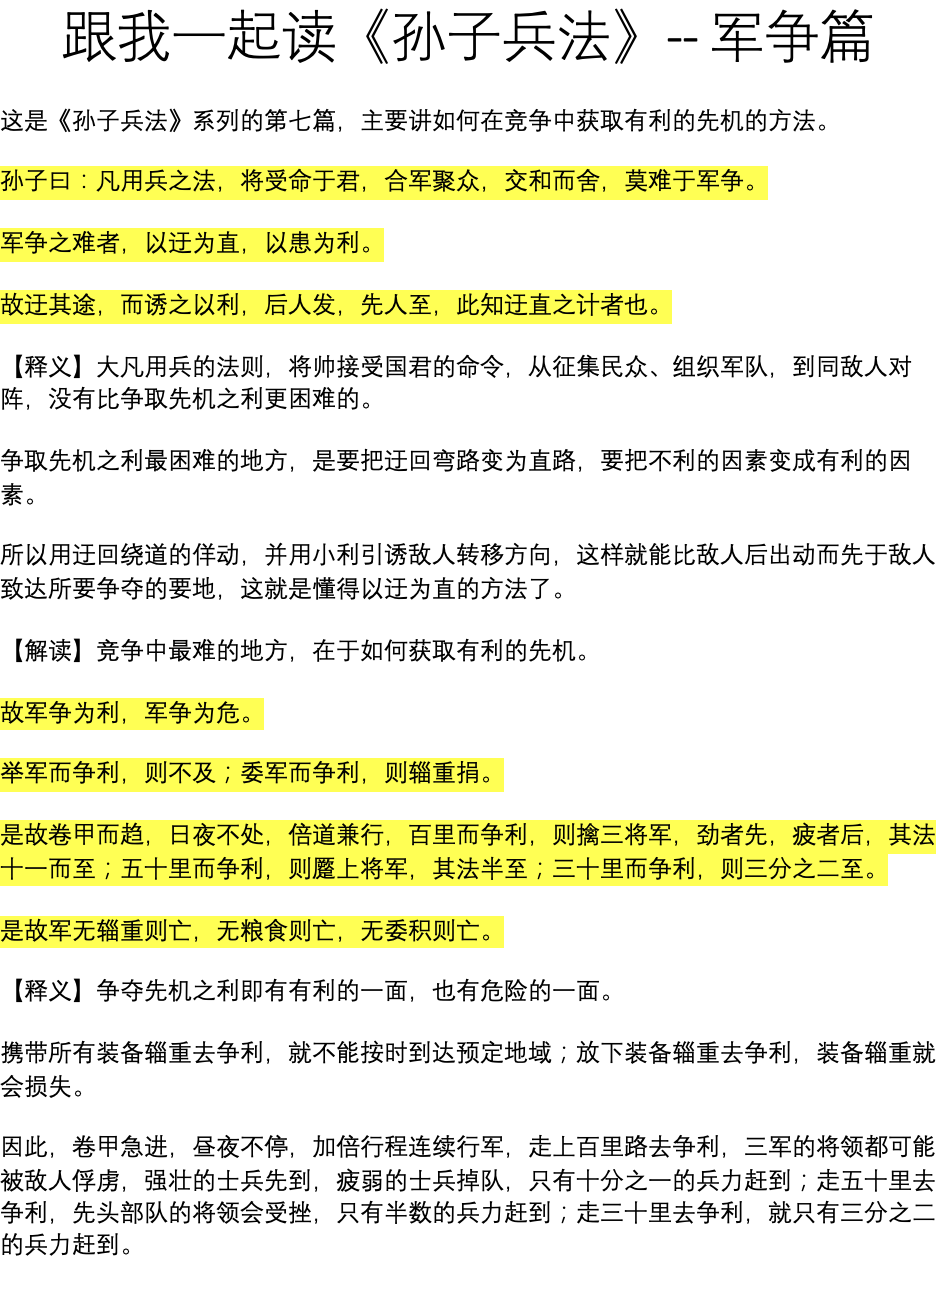 跟我一起读《孙子兵法》-- 军争篇
这是《孙子兵法》系列的第七篇，主要讲如何在竞争中获取有利的先机的方法。
孙子曰：凡用兵之法，将受命于君，合军聚众，交和而舍，莫难于军争。
军争之难者，以迂为直，以患为利。
故迂其途，而诱之以利，后人发，先人至，此知迂直之计者也。
【释义】大凡用兵的法则，将帅接受国君的命令，从征集民众、组织军队，到同敌人对
阵，没有比争取先机之利更困难的。
争取先机之利最困难的地方，是要把迂回弯路变为直路，要把不利的因素变成有利的因
素。
所以用迂回绕道的佯动，并用小利引诱敌人转移方向，这样就能比敌人后出动而先于敌人
致达所要争夺的要地，这就是懂得以迂为直的方法了。
【解读】竞争中最难的地方，在于如何获取有利的先机。
故军争为利，军争为危。
举军而争利，则不及；委军而争利，则辎重捐。
是故卷甲而趋，日夜不处，倍道兼行，百里而争利，则擒三将军，劲者先，疲者后，其法
十一而至；五十里而争利，则蹷上将军，其法半至；三十里而争利，则三分之二至。
是故军无辎重则亡，无粮食则亡，无委积则亡。
【释义】争夺先机之利即有有利的一面，也有危险的一面。
携带所有装备辎重去争利，就不能按时到达预定地域；放下装备辎重去争利，装备辎重就
会损失。
因此，卷甲急进，昼夜不停，加倍行程连续行军，走上百里路去争利，三军的将领都可能
被敌人俘虏，强壮的士兵先到，疲弱的士兵掉队，只有十分之一的兵力赶到；走五十里去
争利，先头部队的将领会受挫，只有半数的兵力赶到；走三十里去争利，就只有三分之二
的兵力赶到。